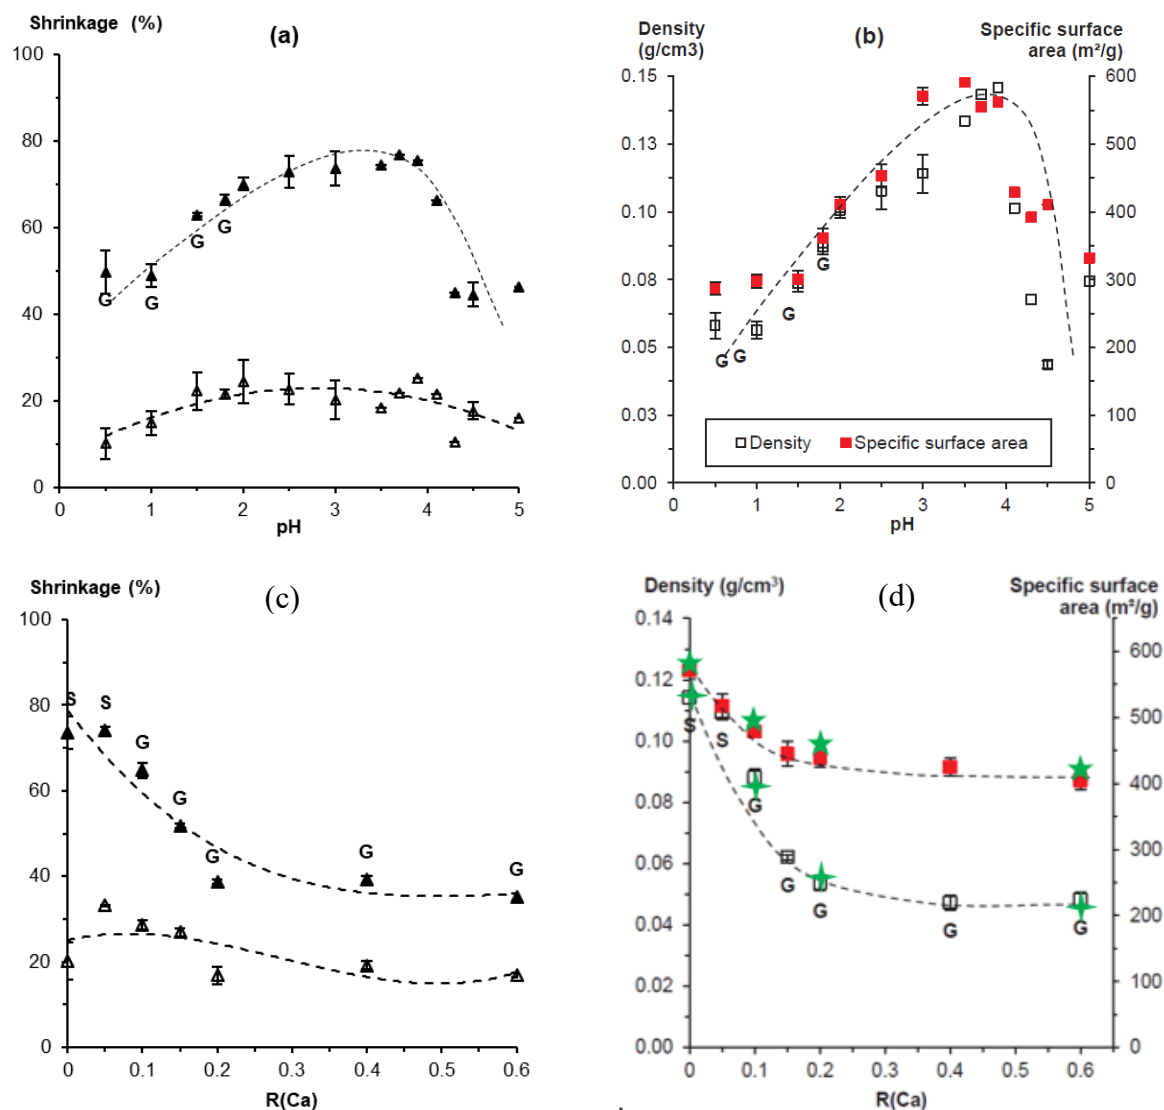 Shrinkage (%)
(a)
100
80
60
40
20
0
G
G
G
G
0
1
2
3
4
5
pH
Density
(g/cm3)
(b)
Specific surface
area (m²/g)
0.15
0.13
0.10
0.08
0.05
0.03
0.00
600
500
400
300
200
100
0
G
G
G
G
Density
Specific surface area
0
1
2
3
4
5
pH
Shrinkage (%)
(c)
100
80
60
40
20
0
S
S
G
G
G
G
G
0
0.1
0.2
0.3
0.4
0.5
0.6
R(Ca)
Density (g/cm³)
(d)
Specific surface
area (m²/g)
0.14
0.12
0.10
0.08
0.06
0.04
0.02
0.00
600
500
400
300
200
100
0
S
S
G
G
G
G
G
0
0.1
0.2
0.3
0.4
0.5
0.6
R(Ca)